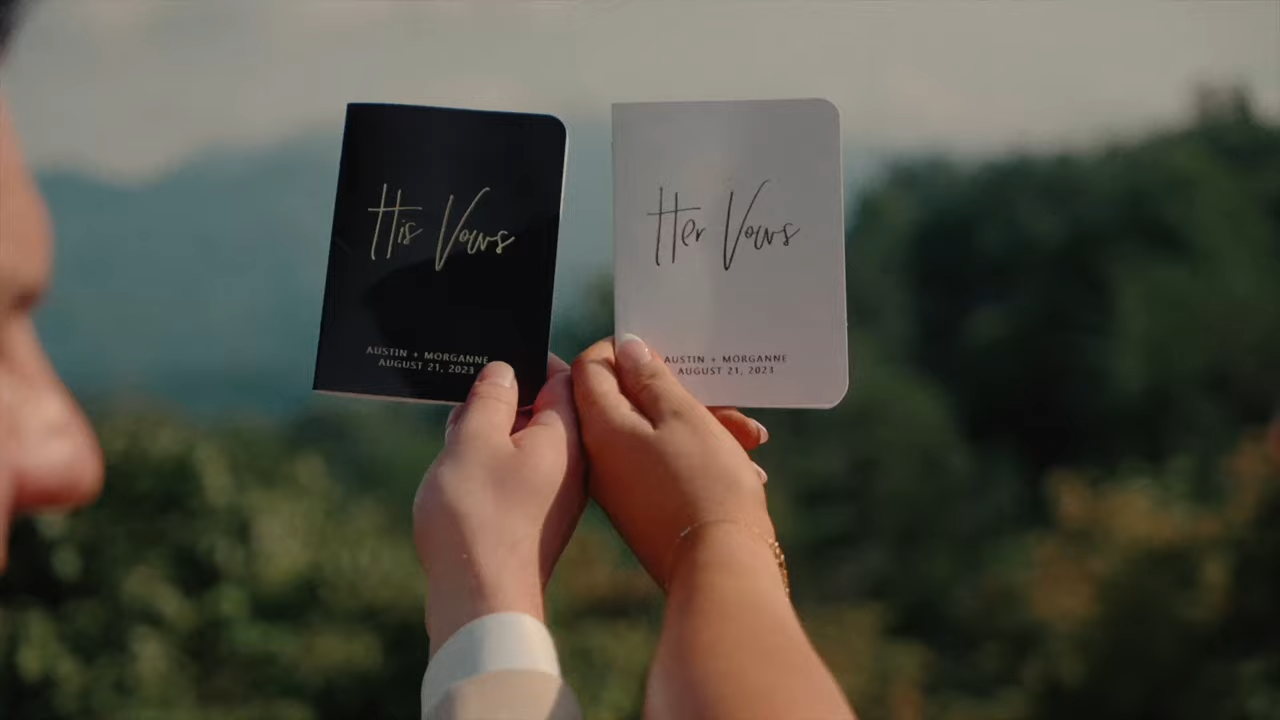 His Vows
AUSTIN + MORGANNE
AUGUST 21, 2023
Her Vows
AUSTIN + MORGANNE
AUGUST 21, 2023